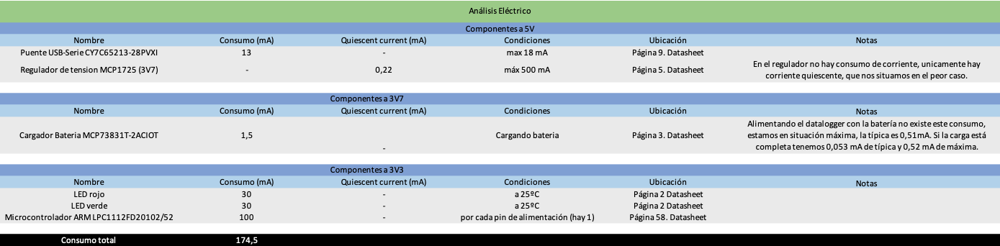 Análisis Eléctrico
Componentes a 5V
Nombre Consumo (mA) Quiescent current (mA) Condiciones Ubicación Notas
Puente USB-Serie CY7C65213-28PVXI 13 - max 18 mA Página 9. Datasheet
Regulador de tension MCP1725 (3V7) - 0,22 máx 500 mA Página 5. Datasheet En el regulador no hay consumo de corriente, unicamente hay
corriente quiescente, que nos situamos en el peor caso.
Componentes a 3V7
Nombre Consumo (mA) Quiescent current (mA) Condiciones Ubicación Notas
Cargador Bateria MCP73831T-2ACIOT 1,5 - Cargando bateria Página 3. Datasheet Alimentando el datalogger con la batería no existe este consumo,
estamos en situación máxima, la típica es 0,51mA. Si la carga está
completa tenemos 0,053 mA de típica y 0,52 mA de máxima.
Componentes a 3V3
Nombre Consumo (mA) Quiescent current (mA) Condiciones Ubicación Notas
LED rojo 30 - a 25ºC Página 2 Datasheet
LED verde 30 - a 25ºC Página 2 Datasheet
Microcontrolador ARM LPC1112FD20102/52 100 - por cada pin de alimentación (hay 1) Página 58. Datasheet
Consumo total 174,5